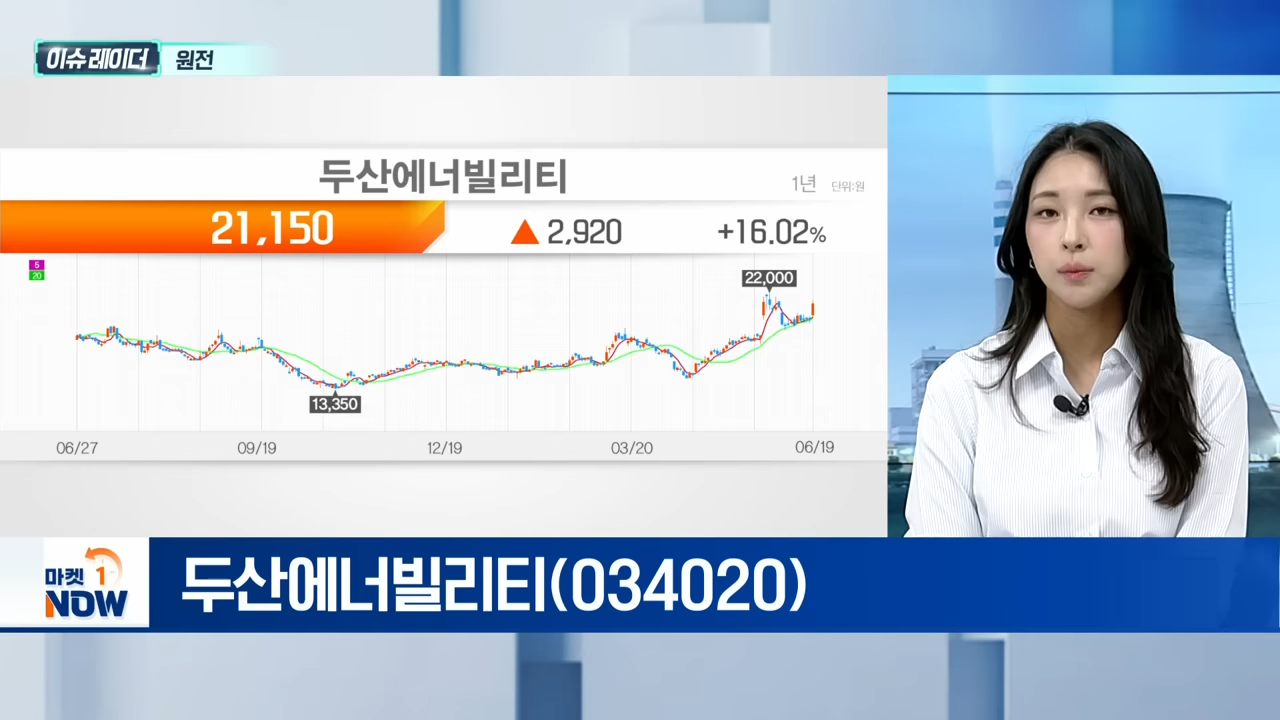 이슈 레이더 원전
두산에너빌리티
1년 단위:원
21,150 ▲ 2,920 +16.02%
5
20
22,000
13,350
06/27 09/19 12/19 03/20 06/19
마켓 1
NOW
두산에너빌리티(034020)